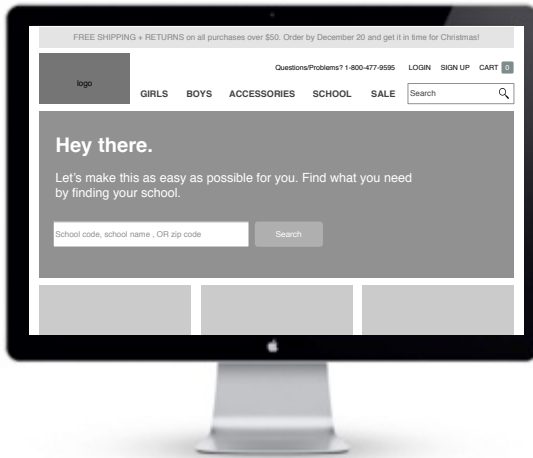 FREE SHIPPING + RETURNS on all purchases over $50. Order by December 20 and get it in time for Christmas!
Questions/Problems? 1-800-477-9595 LOGIN SIGN UP CART 0
logo
GIRLS BOYS ACCESSORIES SCHOOL SALE Search
Hey there.
Let's make this as easy as possible for you. Find what you need
by finding your school.
School code, school name , OR zip code Search